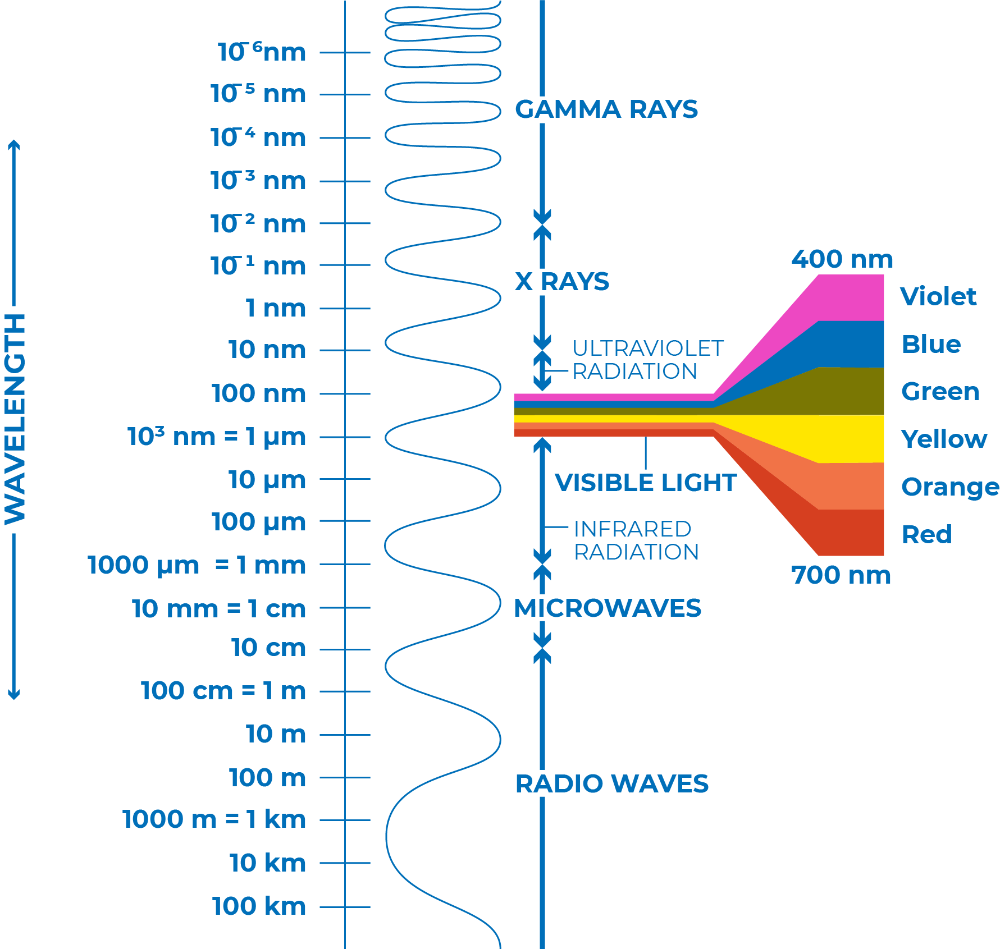 WAVELENGTH
10⁻⁶nm
10⁻⁵ nm
10⁻⁴ nm
10⁻³ nm
10⁻² nm
10⁻¹ nm
1 nm
10 nm
100 nm
10³ nm = 1 µm
10 µm
100 µm
1000 µm = 1 mm
10 mm = 1 cm
10 cm
100 cm = 1 m
10 m
100 m
1000 m = 1 km
10 km
100 km
GAMMA RAYS
X RAYS
ULTRAVIOLET
RADIATION
VISIBLE LIGHT
INFRARED
RADIATION
MICROWAVES
RADIO WAVES
400 nm
Violet
Blue
Green
Yellow
Orange
Red
700 nm